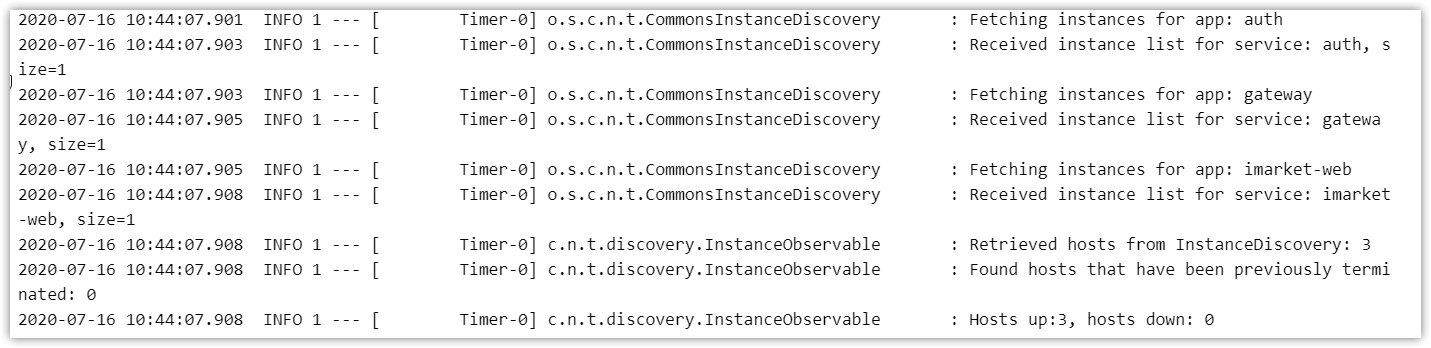 2020-07-16 10:44:07.901  INFO 1 --- [        Timer-0] o.s.c.n.t.CommonsInstanceDiscovery       : Fetching instances for app: auth
2020-07-16 10:44:07.903  INFO 1 --- [        Timer-0] o.s.c.n.t.CommonsInstanceDiscovery       : Received instance list for service: auth, s
ize=1
2020-07-16 10:44:07.903  INFO 1 --- [        Timer-0] o.s.c.n.t.CommonsInstanceDiscovery       : Fetching instances for app: gateway
2020-07-16 10:44:07.905  INFO 1 --- [        Timer-0] o.s.c.n.t.CommonsInstanceDiscovery       : Received instance list for service: gatewa
y, size=1
2020-07-16 10:44:07.905  INFO 1 --- [        Timer-0] o.s.c.n.t.CommonsInstanceDiscovery       : Fetching instances for app: imarket-web
2020-07-16 10:44:07.908  INFO 1 --- [        Timer-0] o.s.c.n.t.CommonsInstanceDiscovery       : Received instance list for service: imarket
-web, size=1
2020-07-16 10:44:07.908  INFO 1 --- [        Timer-0] c.n.t.discovery.InstanceObservable       : Retrieved hosts from InstanceDiscovery: 3
2020-07-16 10:44:07.908  INFO 1 --- [        Timer-0] c.n.t.discovery.InstanceObservable       : Found hosts that have been previously termi
nated: 0
2020-07-16 10:44:07.908  INFO 1 --- [        Timer-0] c.n.t.discovery.InstanceObservable       : Hosts up:3, hosts down: 0